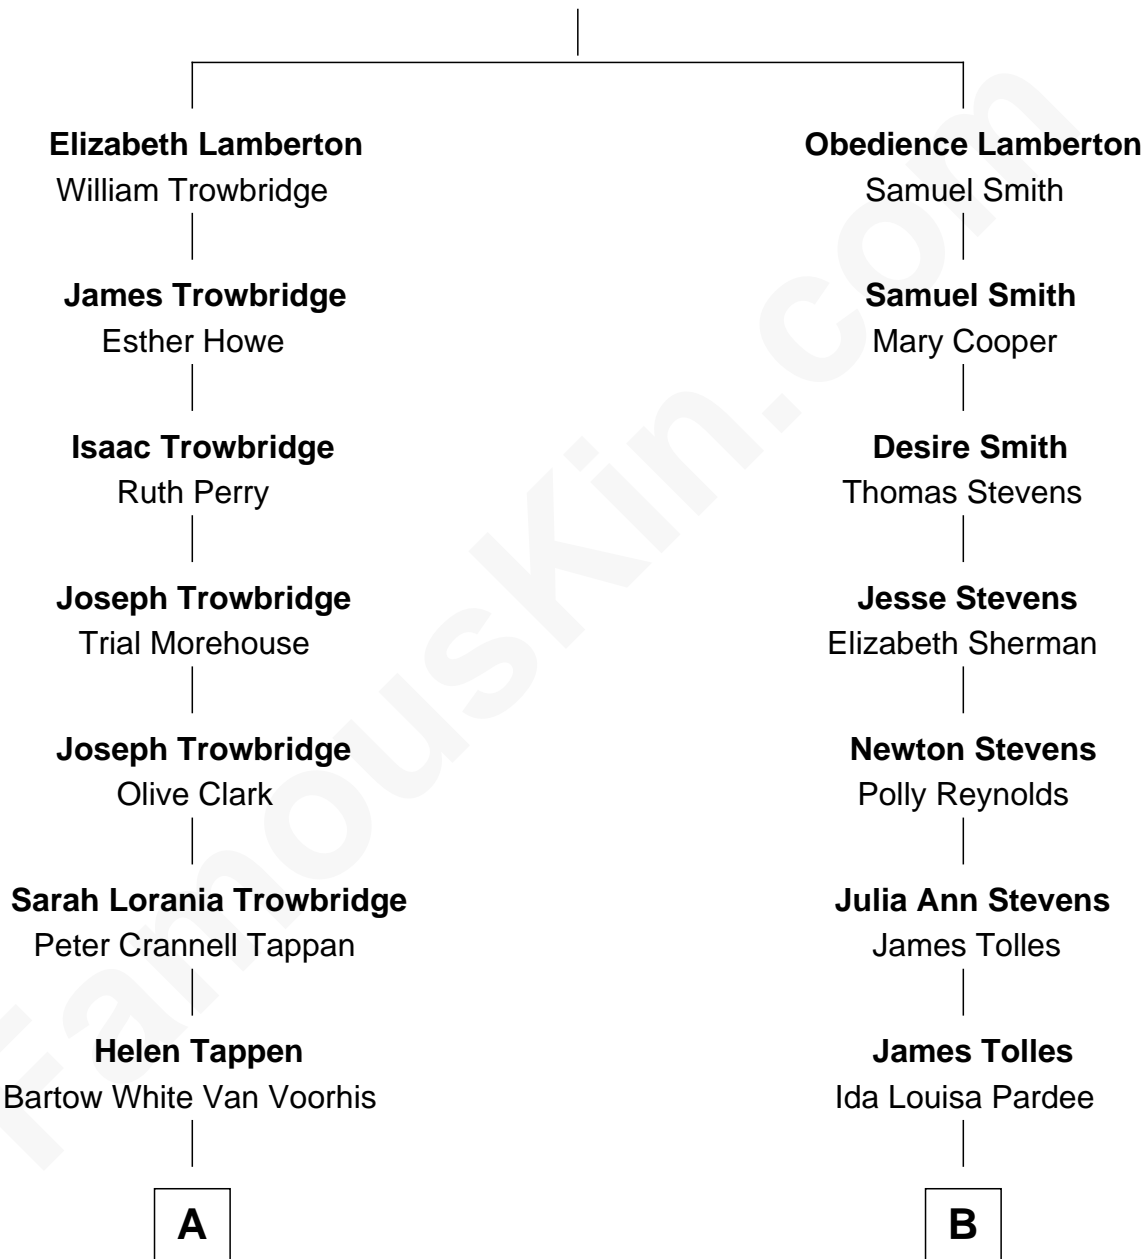 Elizabeth Lamberton
William Trowbridge
James Trowbridge
Esther Howe
Isaac Trowbridge
Ruth Perry
Joseph Trowbridge
Trial Morehouse
Joseph Trowbridge
Olive Clark
Sarah Lorania Trowbridge
Peter Crannell Tappan
Helen Tappen
Bartow White Van Voorhis
A
Obedience Lamberton
Samuel Smith
Samuel Smith
Mary Cooper
Desire Smith
Thomas Stevens
Jesse Stevens
Elizabeth Sherman
Newton Stevens
Polly Reynolds
Julia Ann Stevens
James Tolles
James Tolles
Ida Louisa Pardee
B
FamousKin.com